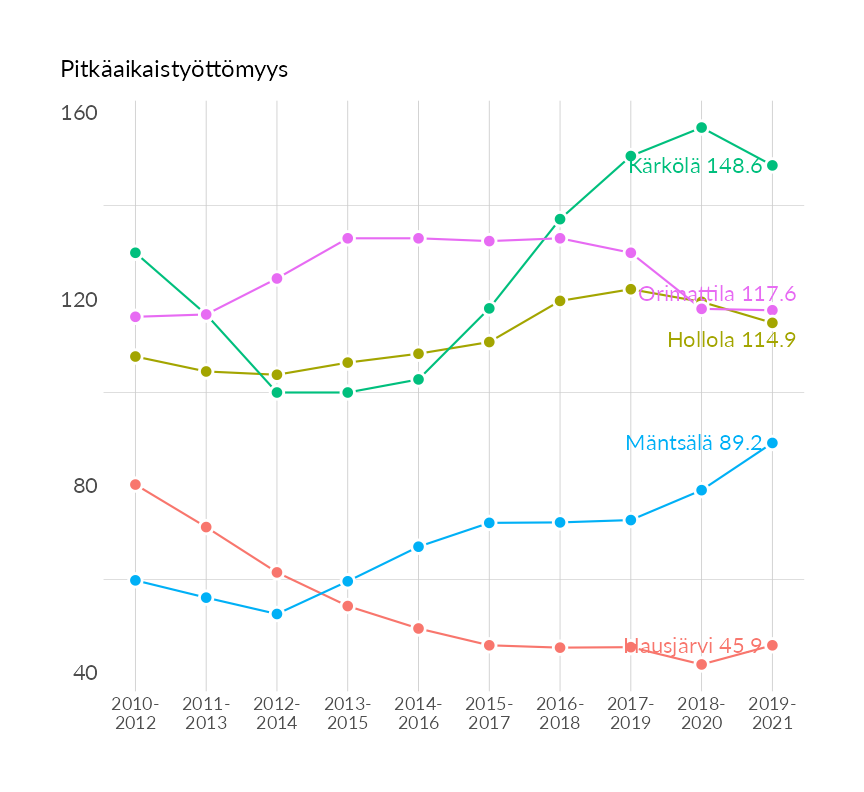 Pitkäaikaistyöttömyys
160
Kärkölä 148.6
120
Orimattila 117.6
Hollola 114.9
Mäntsälä 89.2
80
Hausjärvi 45.9
40
2010- 2011- 2012- 2013- 2014- 2015- 2016- 2017- 2018- 2019-
2012 2013 2014 2015 2016 2017 2018 2019 2020 2021